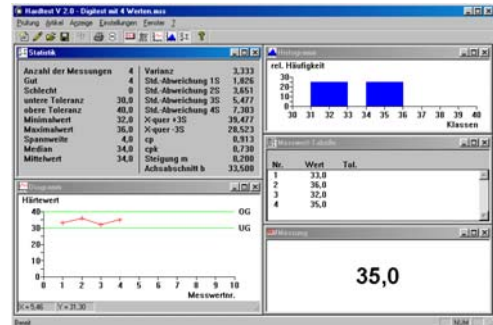 Hardtest V 2.0 - Digitest mit 4 Werten.mss
Prüfung Artikel Anzeige Einstellungen Fenster ?
Statistik
Anzahl der Messungen 4
Gut 4
Schlecht 0
untere Toleranz 30,0
obere Toleranz 40,0
Minimalwert 32,0
Maximalwert 36,0
Spannweite 4,0
Median 34,0
Mittelwert 34,0
Varianz 3,333
Std.-Abweichung 1S 1,826
Std.-Abweichung 2S 3,651
Std.-Abweichung 3S 5,477
Std.-Abweichung 4S 7,303
X-quer +3S 39,477
X-quer -3S 28,523
cp 0,913
cpk 0,730
Steigung m 0,200
Achsabschnitt b 33,500
Histogramm
rel. Häufigkeit
30
20
10
0
30 31 32 33 34 35 36 37 38 39 40
Klassen
Messwert-Tabelle
Nr. Wert Tol.
1 33,0
2 36,0
3 32,0
4 35,0
Diagramm
Härtewert
40 OG
30 UG
20
10
0
0 1 2 3 4 5 6 7 8 9 10
Messwertnr.
X = 5,46 Y = 31,30
Messung
35,0
Bereit
NUM